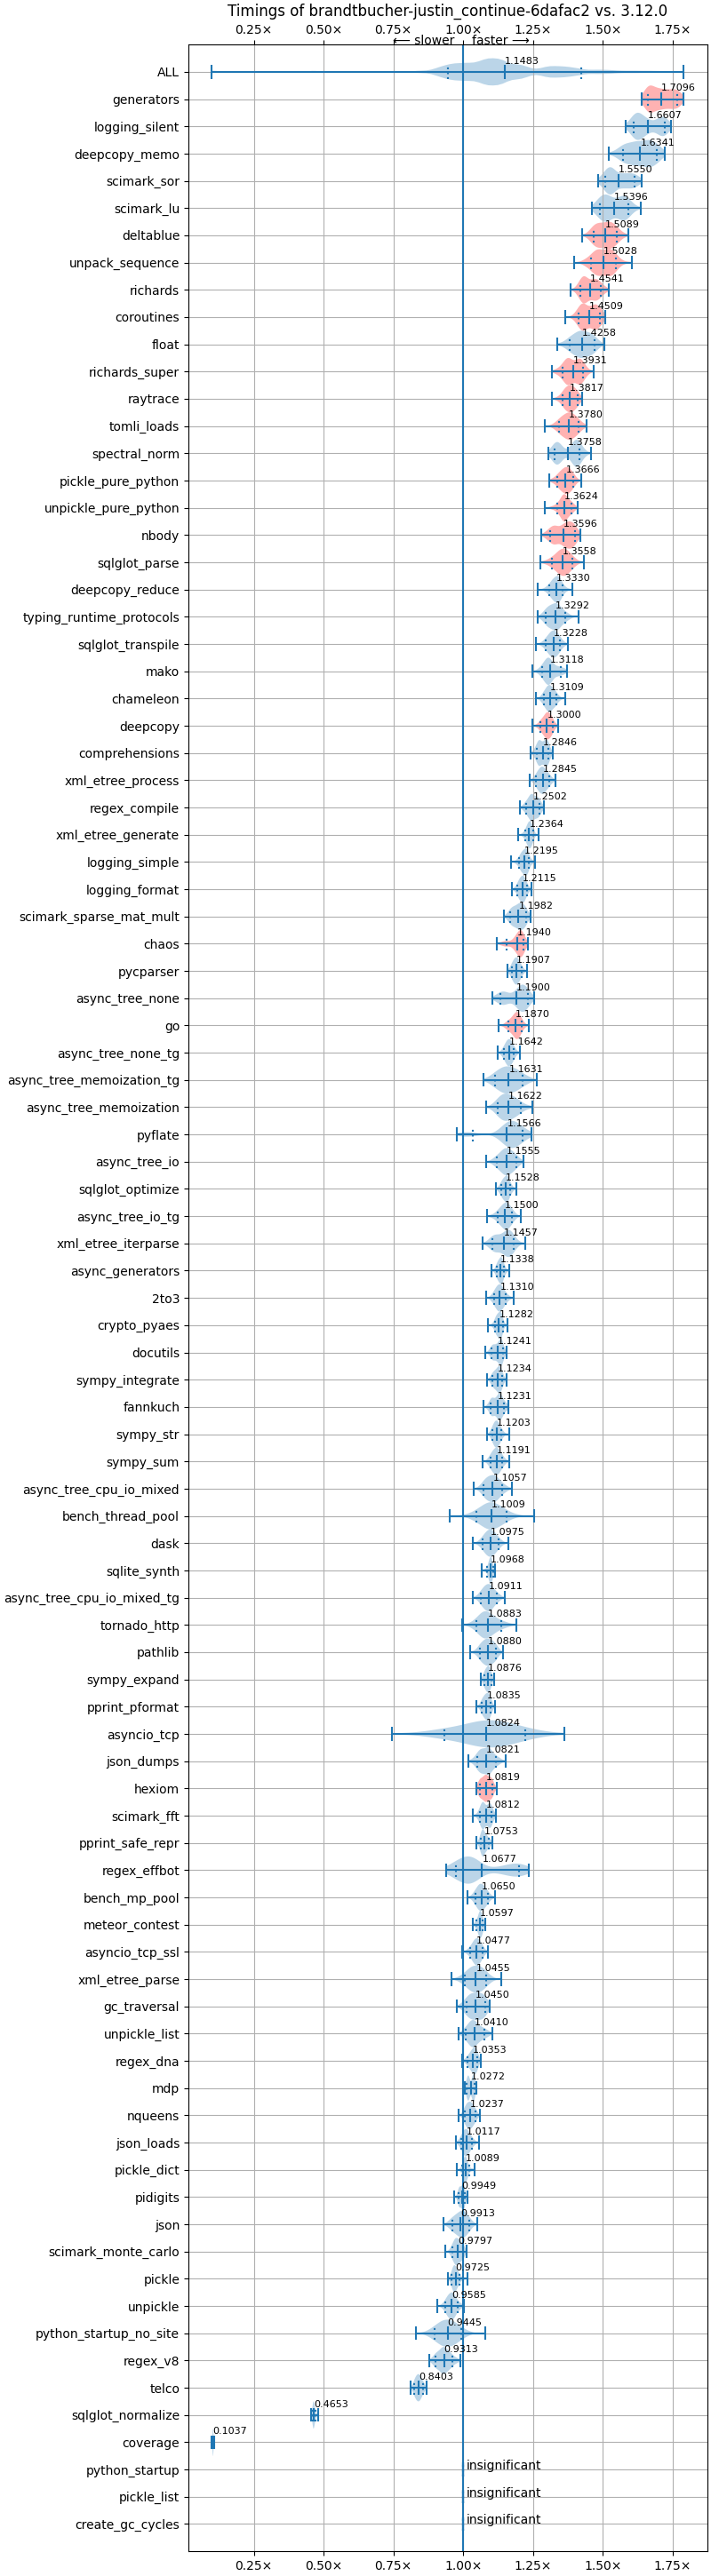 Timings of brandtbucher-justin_continue-6dafac2 vs. 3.12.0
0.25× 0.50× 0.75× 1.00× 1.25× 1.50× 1.75×
⟵ slower faster ⟶
ALL 1.1483
generators 1.7096
logging_silent 1.6607
deepcopy_memo 1.6341
scimark_sor 1.5550
scimark_lu 1.5396
deltablue 1.5089
unpack_sequence 1.5028
richards 1.4541
coroutines 1.4509
float 1.4258
richards_super 1.3931
raytrace 1.3817
tomli_loads 1.3780
spectral_norm 1.3758
pickle_pure_python 1.3666
unpickle_pure_python 1.3624
nbody 1.3596
sqlglot_parse 1.3558
deepcopy_reduce 1.3330
typing_runtime_protocols 1.3292
sqlglot_transpile 1.3228
mako 1.3118
chameleon 1.3109
deepcopy 1.3000
comprehensions 1.2846
xml_etree_process 1.2845
regex_compile 1.2502
xml_etree_generate 1.2364
logging_simple 1.2195
logging_format 1.2115
scimark_sparse_mat_mult 1.1982
chaos 1.1940
pycparser 1.1907
async_tree_none 1.1900
go 1.1870
async_tree_none_tg 1.1642
async_tree_memoization_tg 1.1631
async_tree_memoization 1.1622
pyflate 1.1566
async_tree_io 1.1555
sqlglot_optimize 1.1528
async_tree_io_tg 1.1500
xml_etree_iterparse 1.1457
async_generators 1.1338
2to3 1.1310
crypto_pyaes 1.1282
docutils 1.1241
sympy_integrate 1.1234
fannkuch 1.1231
sympy_str 1.1203
sympy_sum 1.1191
async_tree_cpu_io_mixed 1.1057
bench_thread_pool 1.1009
dask 1.0975
sqlite_synth 1.0968
async_tree_cpu_io_mixed_tg 1.0911
tornado_http 1.0883
pathlib 1.0880
sympy_expand 1.0876
pprint_pformat 1.0835
asyncio_tcp 1.0824
json_dumps 1.0821
hexiom 1.0819
scimark_fft 1.0812
pprint_safe_repr 1.0753
regex_effbot 1.0677
bench_mp_pool 1.0650
meteor_contest 1.0597
asyncio_tcp_ssl 1.0477
xml_etree_parse 1.0455
gc_traversal 1.0450
unpickle_list 1.0410
regex_dna 1.0353
mdp 1.0272
nqueens 1.0237
json_loads 1.0117
pickle_dict 1.0089
pidigits 0.9949
json 0.9913
scimark_monte_carlo 0.9797
pickle 0.9725
unpickle 0.9585
python_startup_no_site 0.9445
regex_v8 0.9313
telco 0.8403
sqlglot_normalize 0.4653
coverage 0.1037
python_startup insignificant
pickle_list insignificant
create_gc_cycles insignificant
0.25× 0.50× 0.75× 1.00× 1.25× 1.50× 1.75×